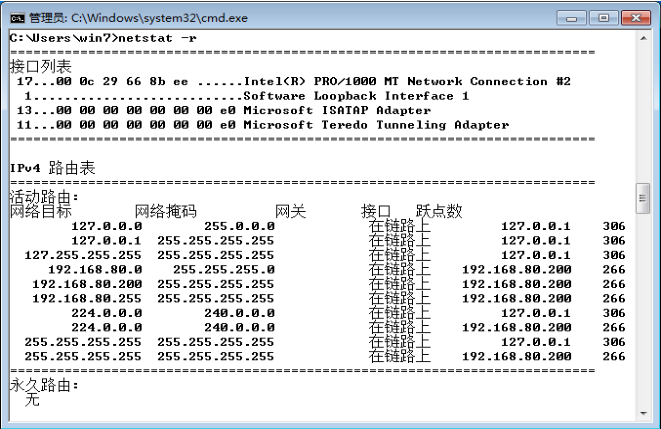 管理员: C:\Windows\system32\cmd.exe
C:\Users\win7>netstat -r
===========================================================================
接口列表
17...00 0c 29 66 8b ee ......Intel(R) PRO/1000 MT Network Connection #2
1...........................Software Loopback Interface 1
13...00 00 00 00 00 00 00 e0 Microsoft ISATAP Adapter
11...00 00 00 00 00 00 00 e0 Microsoft Teredo Tunneling Adapter
===========================================================================
IPv4 路由表
===========================================================================
活动路由:
网络目标 网络掩码 网关 接口 跃点数
127.0.0.0 255.0.0.0 在链路上 127.0.0.1 306
127.0.0.1 255.255.255.255 在链路上 127.0.0.1 306
127.255.255.255 255.255.255.255 在链路上 127.0.0.1 306
192.168.80.0 255.255.255.0 在链路上 192.168.80.200 266
192.168.80.200 255.255.255.255 在链路上 192.168.80.200 266
192.168.80.255 255.255.255.255 在链路上 192.168.80.200 266
224.0.0.0 240.0.0.0 在链路上 127.0.0.1 306
224.0.0.0 240.0.0.0 在链路上 192.168.80.200 266
255.255.255.255 255.255.255.255 在链路上 127.0.0.1 306
255.255.255.255 255.255.255.255 在链路上 192.168.80.200 266
===========================================================================
永久路由:
无